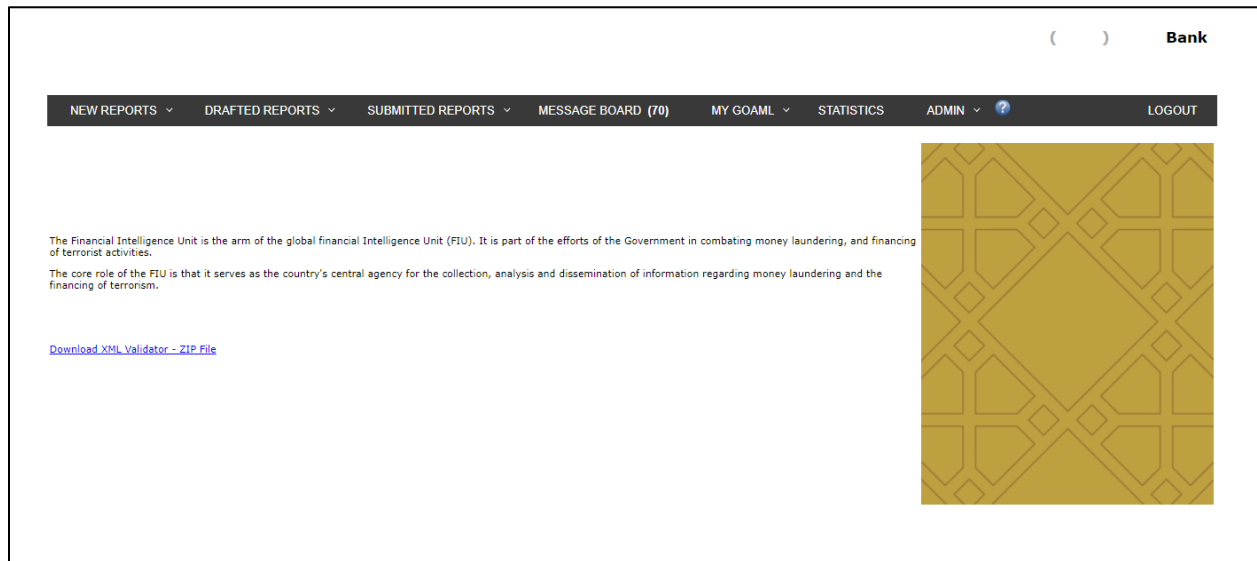 ( ) Bank
NEW REPORTS DRAFTED REPORTS SUBMITTED REPORTS MESSAGE BOARD (70) MY GOAML STATISTICS ADMIN ? LOGOUT
The Financial Intelligence Unit is the arm of the global financial Intelligence Unit (FIU). It is part of the efforts of the Government in combating money laundering, and financing
of terrorist activities.
The core role of the FIU is that it serves as the country's central agency for the collection, analysis and dissemination of information regarding money laundering and the
financing of terrorism.
Download XML Validator - ZIP File